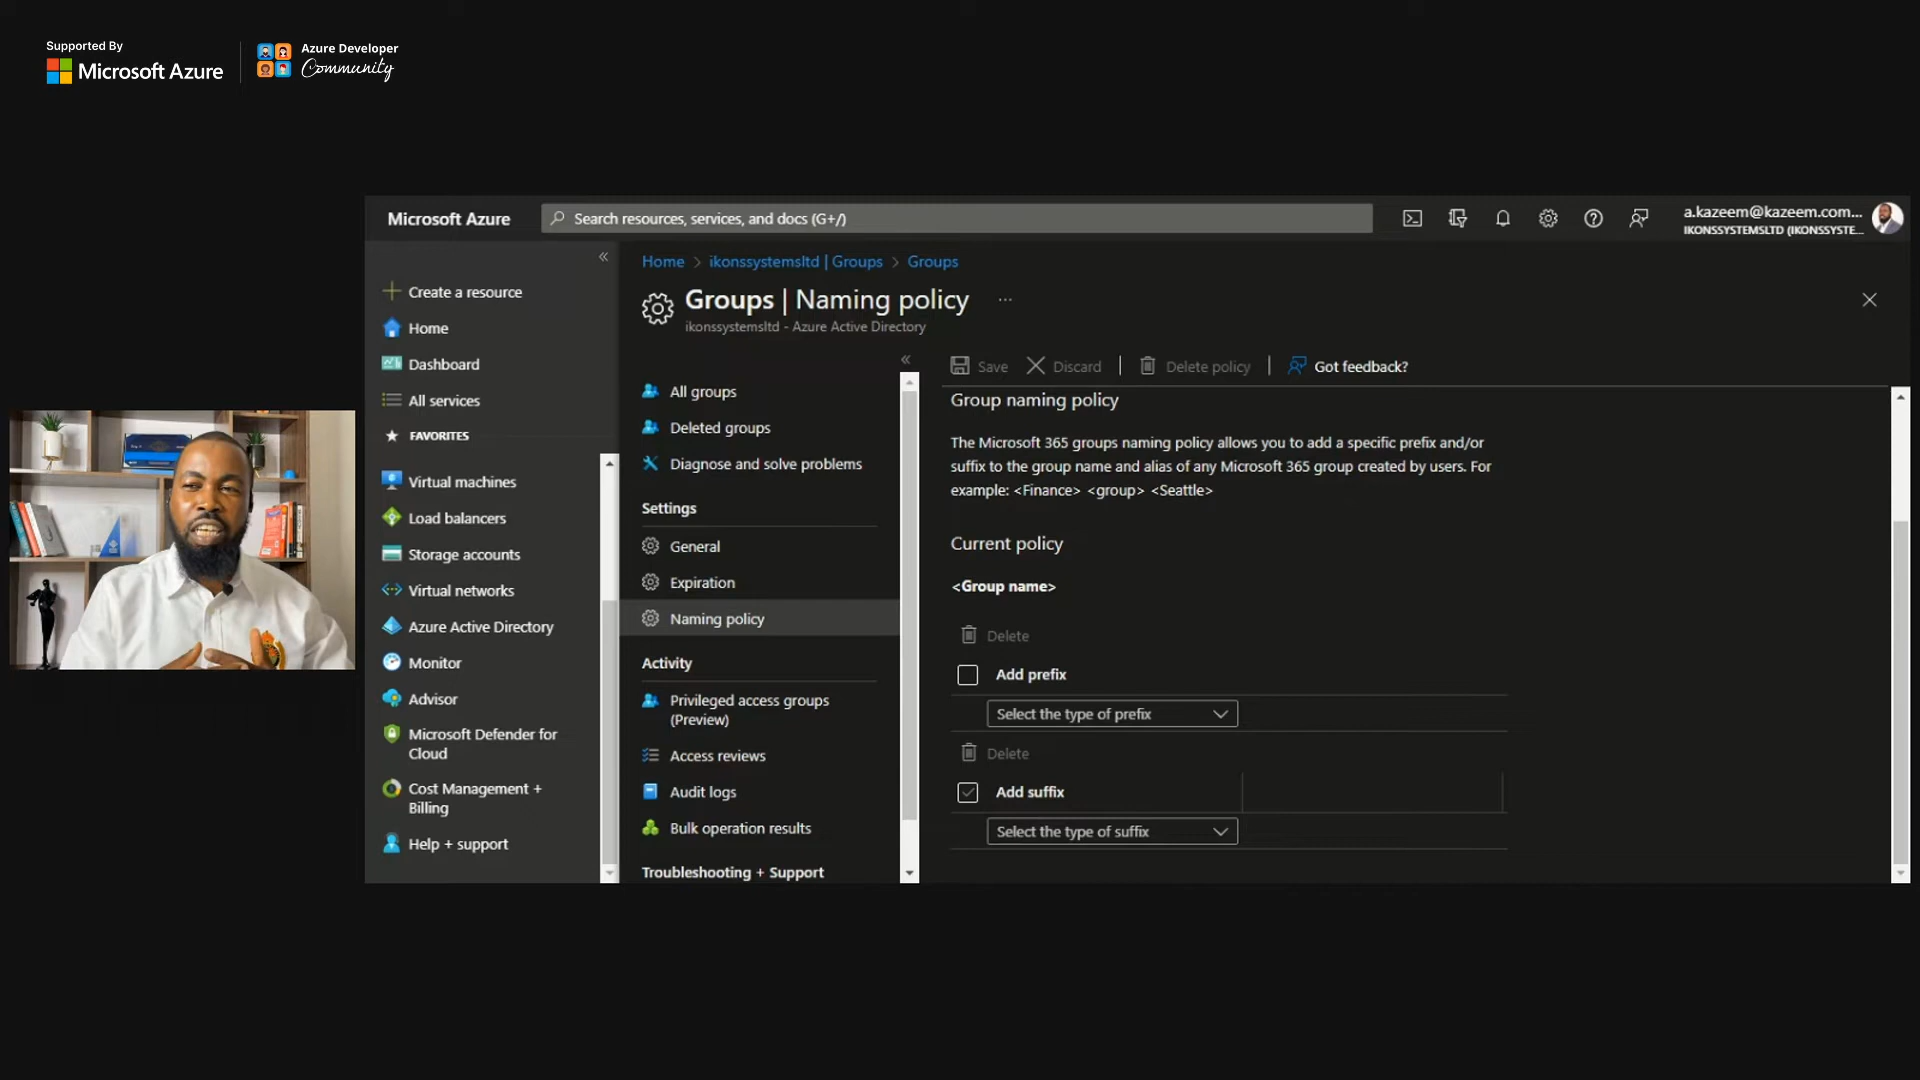 Supported By
Microsoft Azure
Azure Developer
Community
Microsoft Azure
Search resources, services, and docs (G+/)
a.kazeem@kazeem.com...
IKONSSYSTEMSLTD (IKONSSYSTE...
Create a resource
Home
Dashboard
All services
FAVORITES
Virtual machines
Load balancers
Storage accounts
Virtual networks
Azure Active Directory
Monitor
Advisor
Microsoft Defender for
Cloud
Cost Management +
Billing
Help + support
Home > ikonssystemsltd | Groups > Groups
Groups | Naming policy ...
ikonssystemsltd - Azure Active Directory
All groups
Deleted groups
Diagnose and solve problems
Settings
General
Expiration
Naming policy
Activity
Privileged access groups
(Preview)
Access reviews
Audit logs
Bulk operation results
Troubleshooting + Support
Save Discard | Delete policy | Got feedback?
Group naming policy
The Microsoft 365 groups naming policy allows you to add a specific prefix and/or
suffix to the group name and alias of any Microsoft 365 group created by users. For
example: <Finance> <group> <Seattle>
Current policy
<Group name>
Delete
Add prefix
Select the type of prefix
Delete
Add suffix
Select the type of suffix